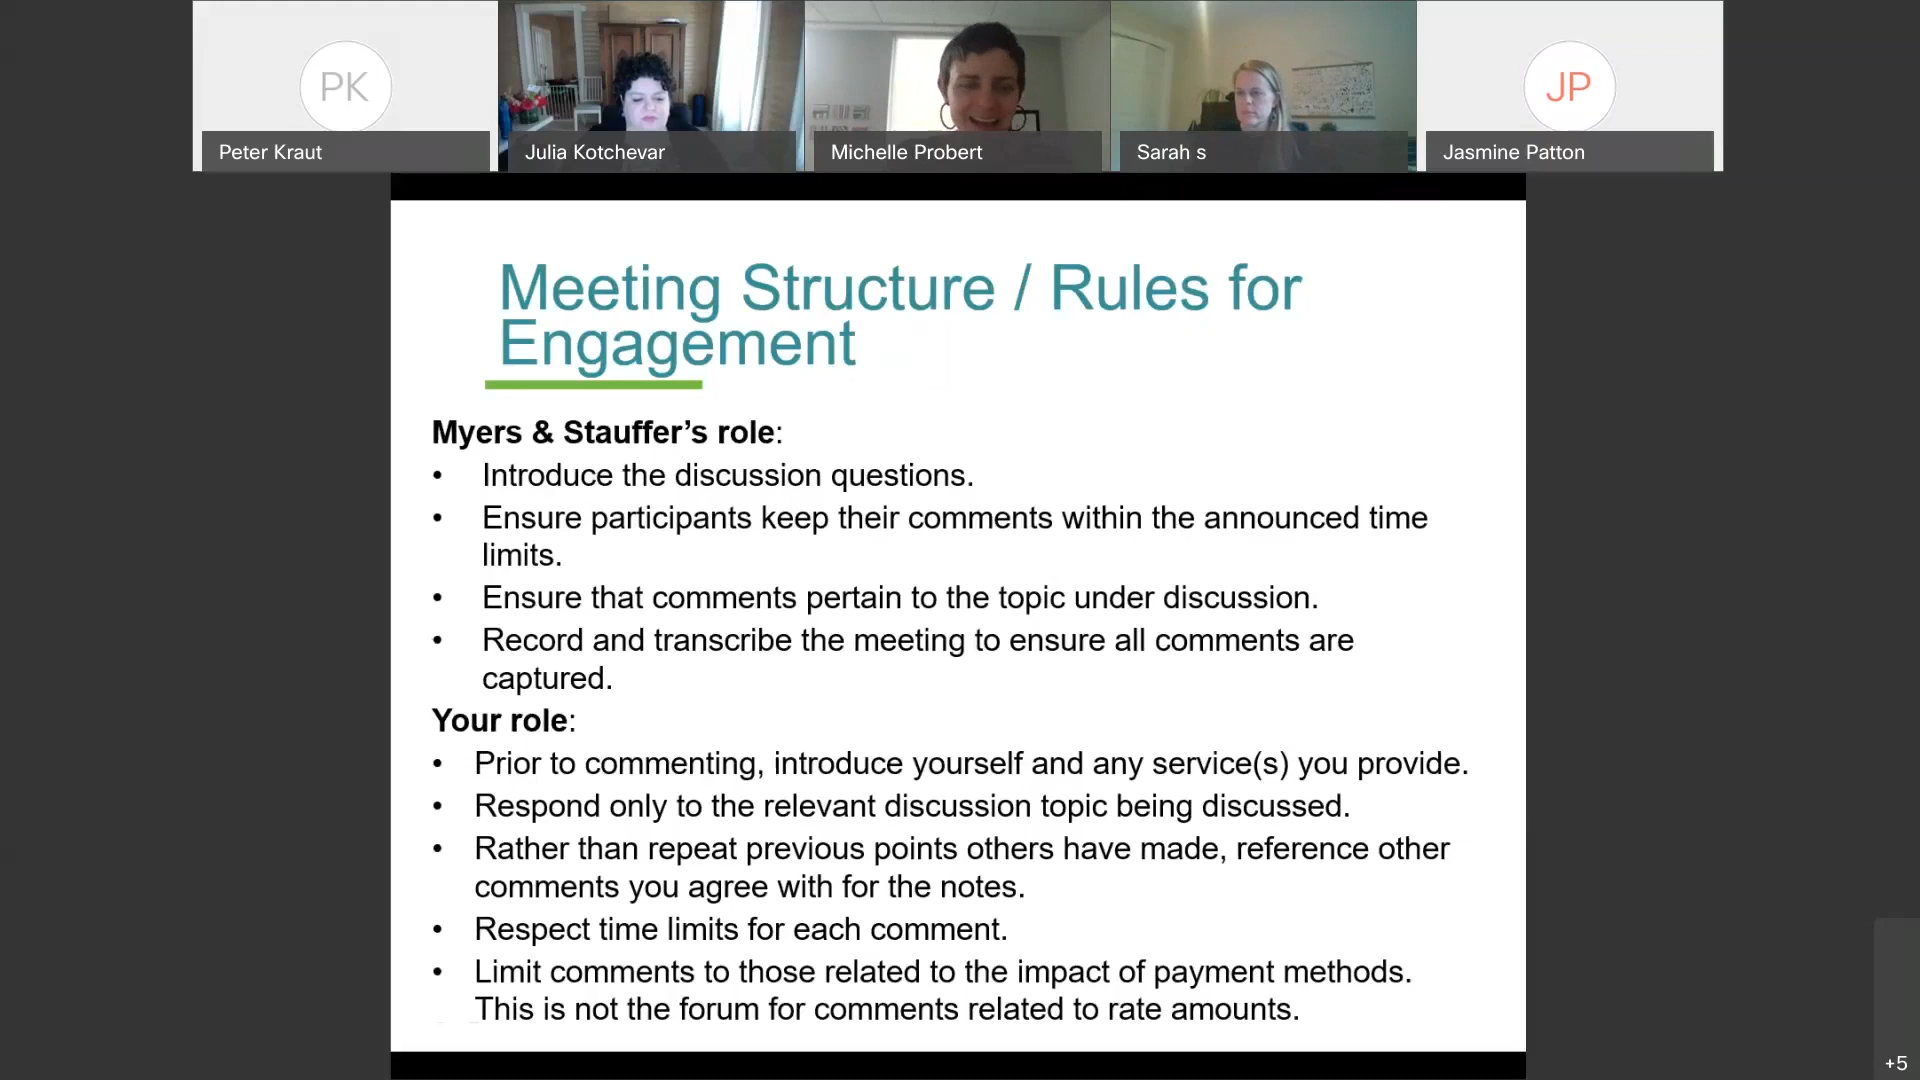 PK
JP
Peter Kraut
Julia Kotchevar
Michelle Probert
Sarah s
Jasmine Patton
Meeting Structure / Rules for
Engagement
Myers & Stauffer’s role:
• Introduce the discussion questions.
• Ensure participants keep their comments within the announced time
limits.
• Ensure that comments pertain to the topic under discussion.
• Record and transcribe the meeting to ensure all comments are
captured.
Your role:
• Prior to commenting, introduce yourself and any service(s) you provide.
• Respond only to the relevant discussion topic being discussed.
• Rather than repeat previous points others have made, reference other
comments you agree with for the notes.
• Respect time limits for each comment.
• Limit comments to those related to the impact of payment methods.
This is not the forum for comments related to rate amounts.
+5